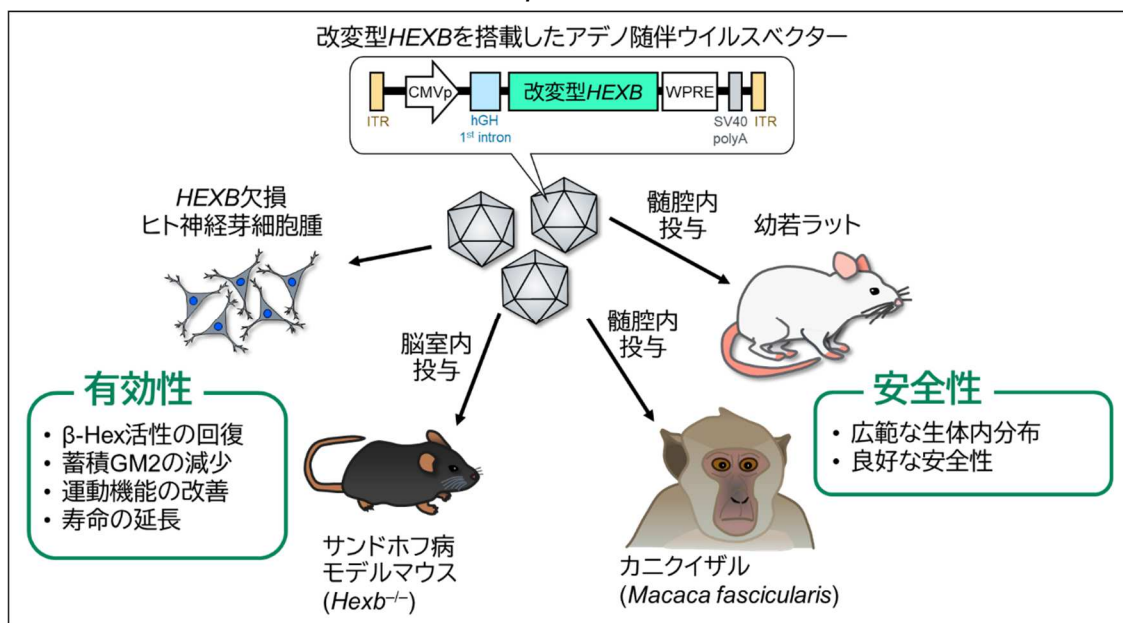 改変型HEXBを搭載したアデノ随伴ウイルスベクター
ITR
CMVp
hGH
1st intron
改変型HEXB
WPRE
SV40
polyA
ITR
HEXB欠損
ヒト神経芽細胞腫
髄腔内
投与
幼若ラット
脳室内
投与
髄腔内
投与
有効性
・β-Hex活性の回復
・蓄積GM2の減少
・運動機能の改善
・寿命の延長
安全性
・広範な生体内分布
・良好な安全性
サンドホフ病
モデルマウス
(Hexb–/–)
カニクイザル
(Macaca fascicularis)